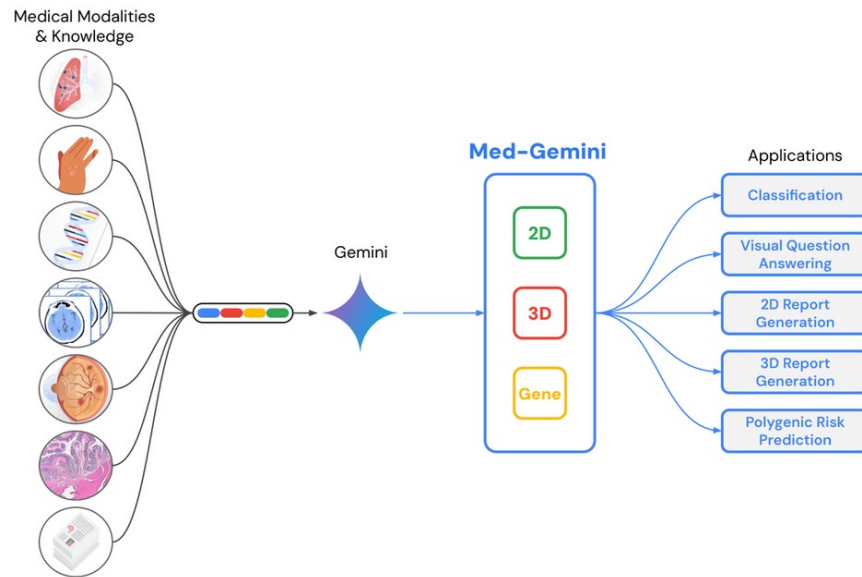 Medical Modalities
& Knowledge
Gemini
Med-Gemini
2D
3D
Gene
Applications
Classification
Visual Question
Answering
2D Report
Generation
3D Report
Generation
Polygenic Risk
Prediction